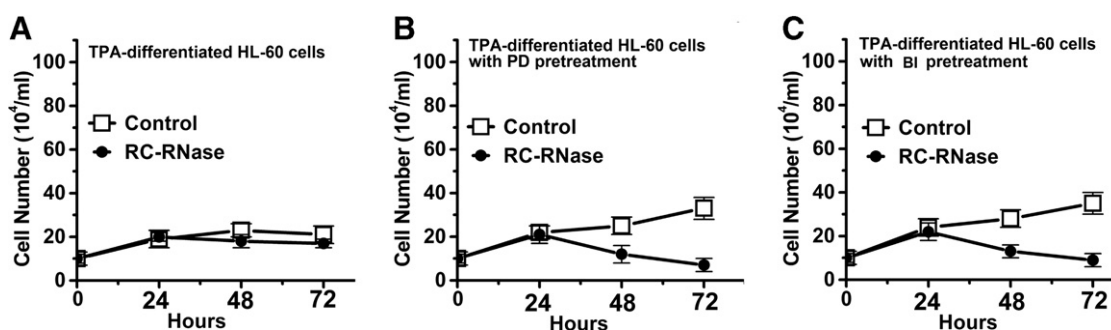 A
TPA-differentiated HL-60 cells
100
80
60
40
20
0
Cell Number (10⁴/ml)
Control
RC-RNase
0
24
48
72
Hours
B
TPA-differentiated HL-60 cells
with PD pretreatment
100
80
60
40
20
0
Cell Number (10⁴/ml)
Control
RC-RNase
0
24
48
72
Hours
C
TPA-differentiated HL-60 cells
with BI pretreatment
100
80
60
40
20
0
Cell Number (10⁴/ml)
Control
RC-RNase
0
24
48
72
Hours